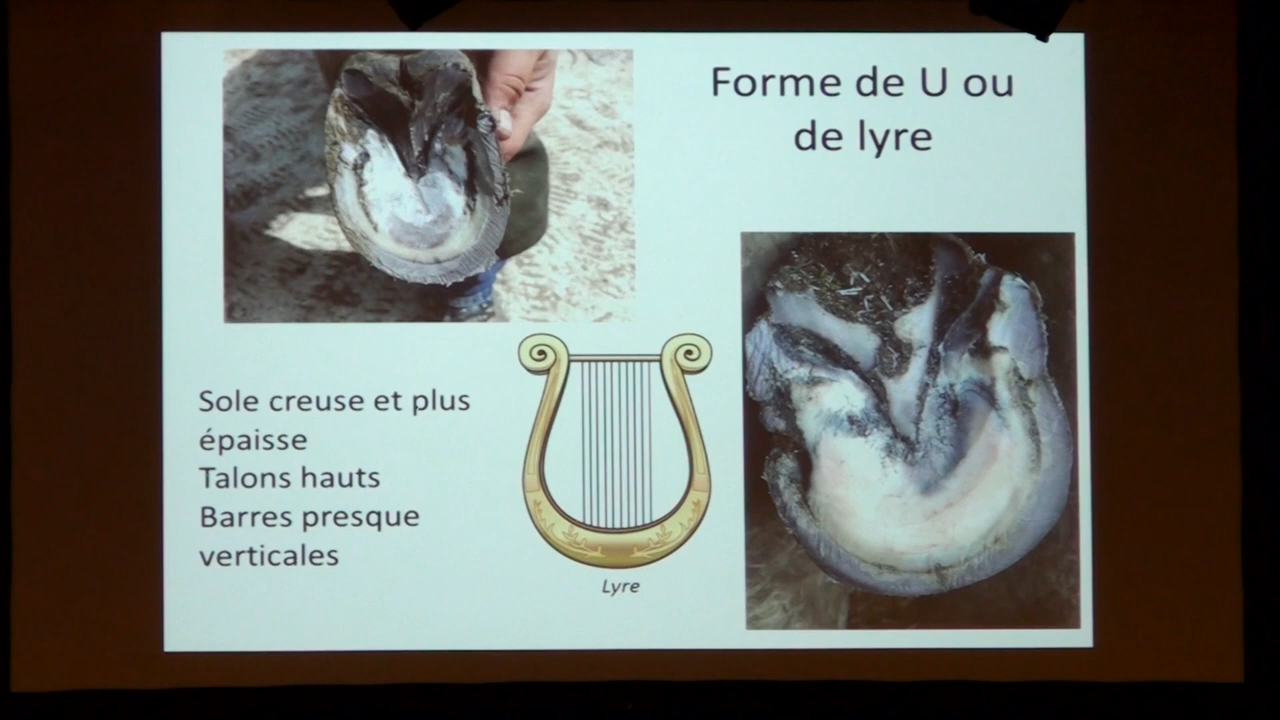 Forme de U ou
de lyre
Sole creuse et plus
épaisse
Talons hauts
Barres presque
verticales
Lyre